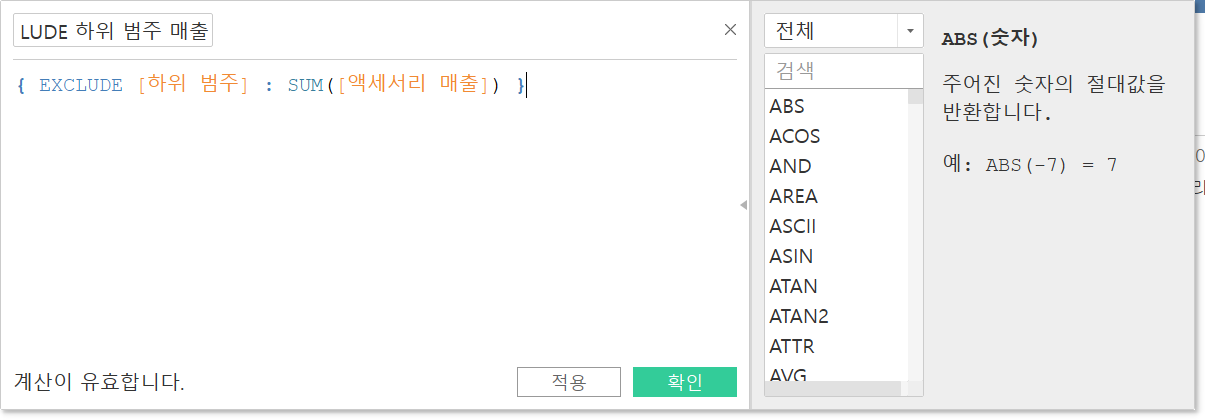 LUDE 하위 범주 매출
{ EXCLUDE [하위 범주] : SUM([액세서리 매출]) }
계산이 유효합니다.
적용
확인
전체
검색
ABS
ACOS
AND
AREA
ASCII
ASIN
ATAN
ATAN2
ATTR
AVG
ABS(숫자)
주어진 숫자의 절대값을
반환합니다.
예: ABS(-7) = 7